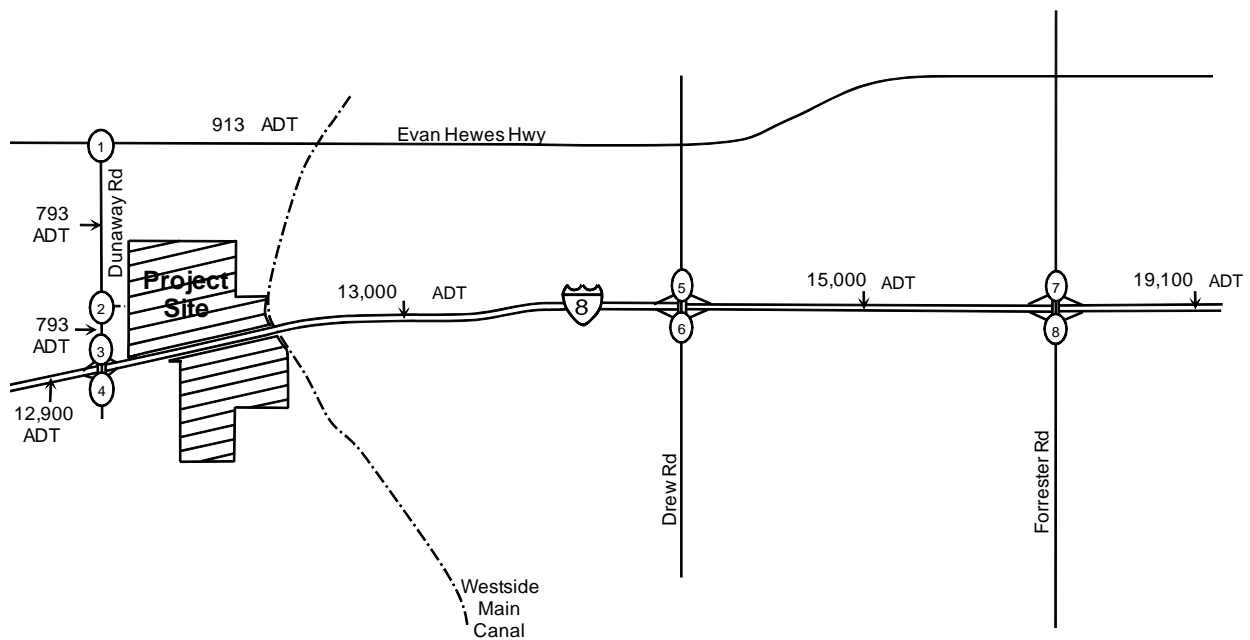 913 ADT
Evan Hewes Hwy
1
Dunaway Rd
793
ADT
Project
Site
2
793
ADT
3
4
12,900
ADT
13,000 ADT
8
5
6
15,000 ADT
7
8
19,100 ADT
Drew Rd
Forrester Rd
Westside
Main
Canal